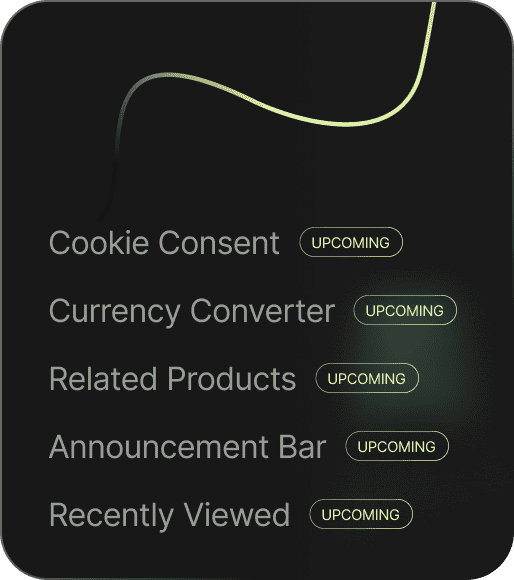 Cookie Consent UPCOMING
Currency Converter UPCOMING
Related Products UPCOMING
Announcement Bar UPCOMING
Recently Viewed UPCOMING